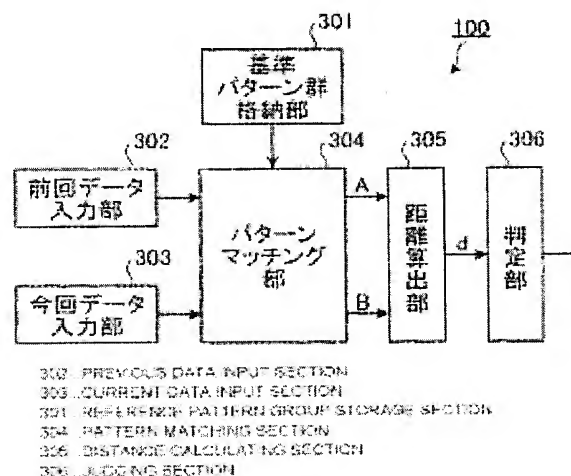 301
100
基準
パターン群
格納部
302
304
305
306
前回データ
入力部
パターン
マッチング
部
A
距離算出部
d
判定部
303
今回データ
入力部
B
302...PREVIOUS DATA INPUT SECTION
303...CURRENT DATA INPUT SECTION
301...REFERENCE PATTERN GROUP STORAGE SECTION
304...PATTERN MATCHING SECTION
305...DISTANCE CALCULATING SECTION
306...JUDGING SECTION